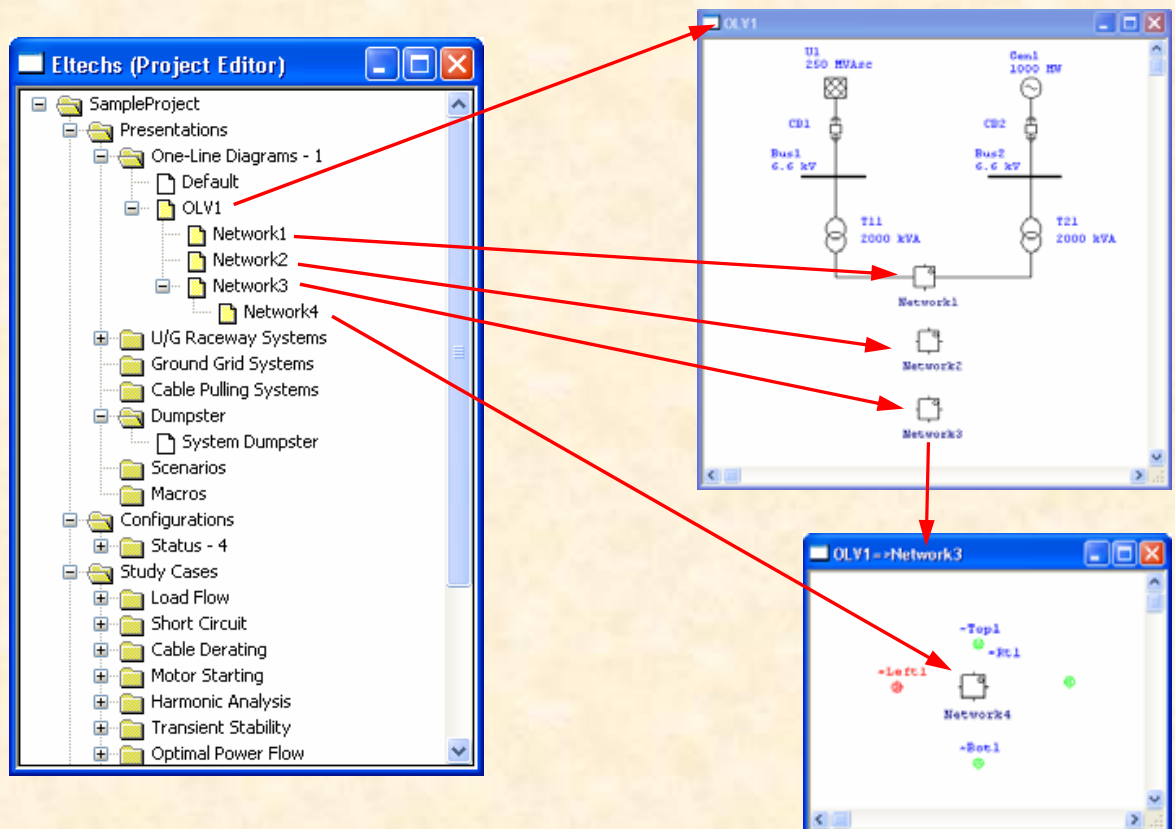 Eltechs (Project Editor)
SampleProject
Presentations
One-Line Diagrams - 1
Default
OLV1
Network1
Network2
Network3
Network4
U/G Raceway Systems
Ground Grid Systems
Cable Pulling Systems
Dumpster
System Dumpster
Scenarios
Macros
Configurations
Status - 4
Study Cases
Load Flow
Short Circuit
Cable Derating
Motor Starting
Harmonic Analysis
Transient Stability
Optimal Power Flow
OLV1
U1
250 MVAsc
Gen1
1000 MW
CB1
CB2
Bus1
6.6 kV
Bus2
6.6 kV
T11
2000 kVA
T21
2000 kVA
Network1
Network2
Network3
OLV1=>Network3
~Top1
~Rt1
~Left1
Network4
~Bot1